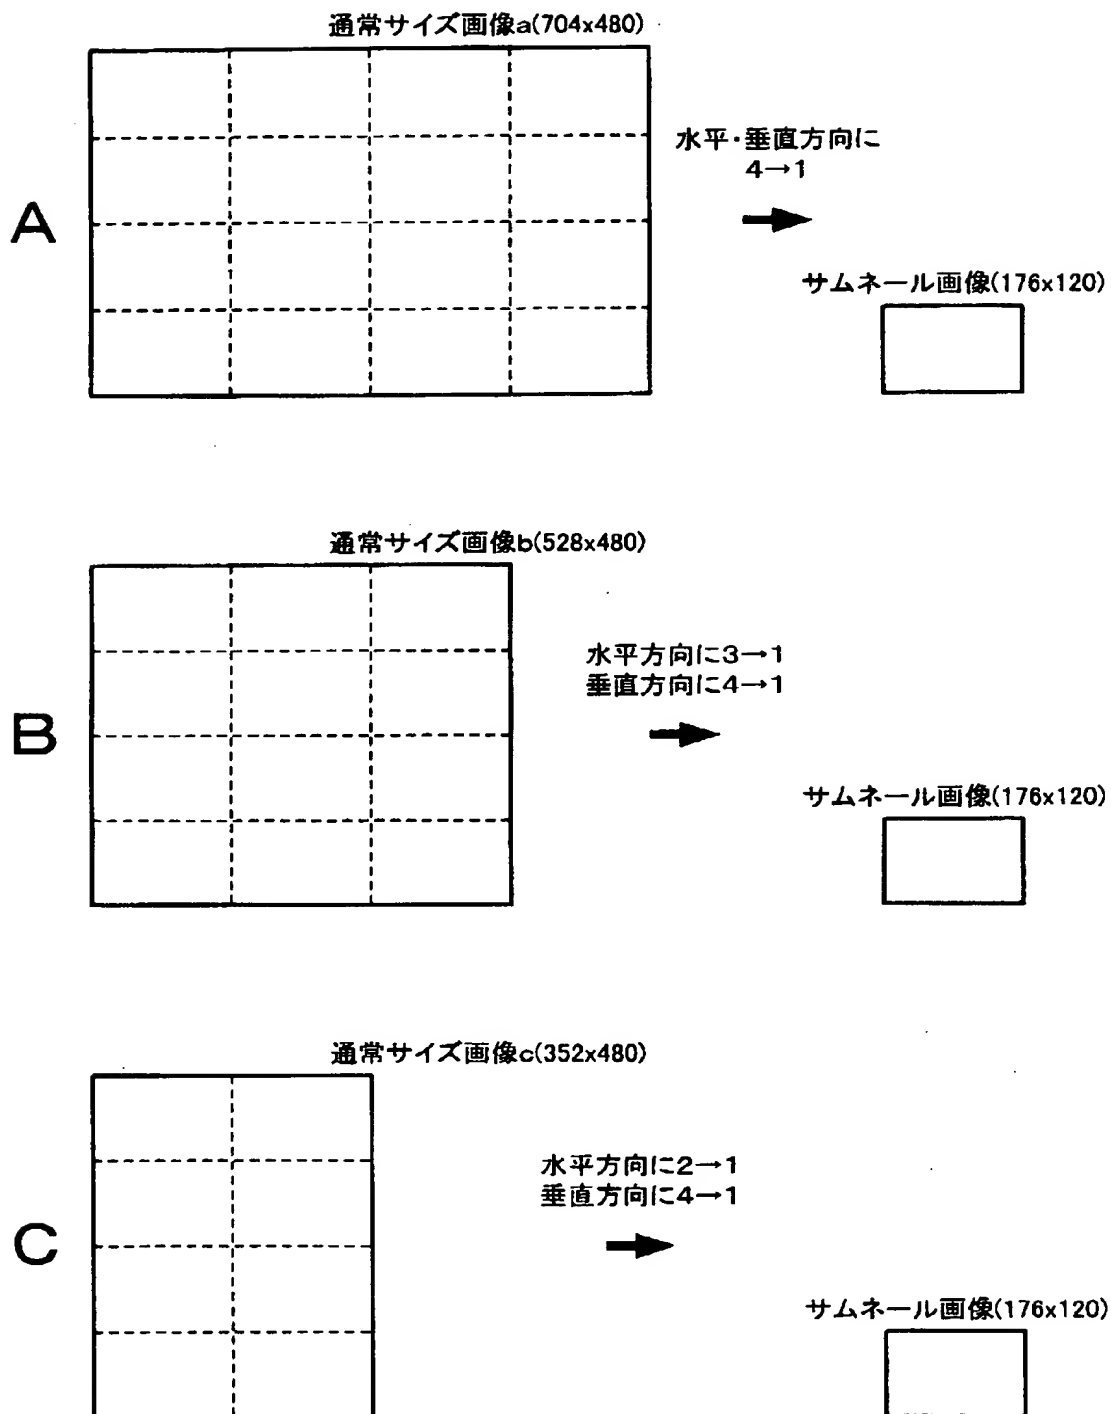 通常サイズ画像a(704x480)
A
水平・垂直方向に
4→1
サムネール画像(176x120)
通常サイズ画像b(528x480)
B
水平方向に3→1
垂直方向に4→1
サムネール画像(176x120)
通常サイズ画像c(352x480)
C
水平方向に2→1
垂直方向に4→1
サムネール画像(176x120)